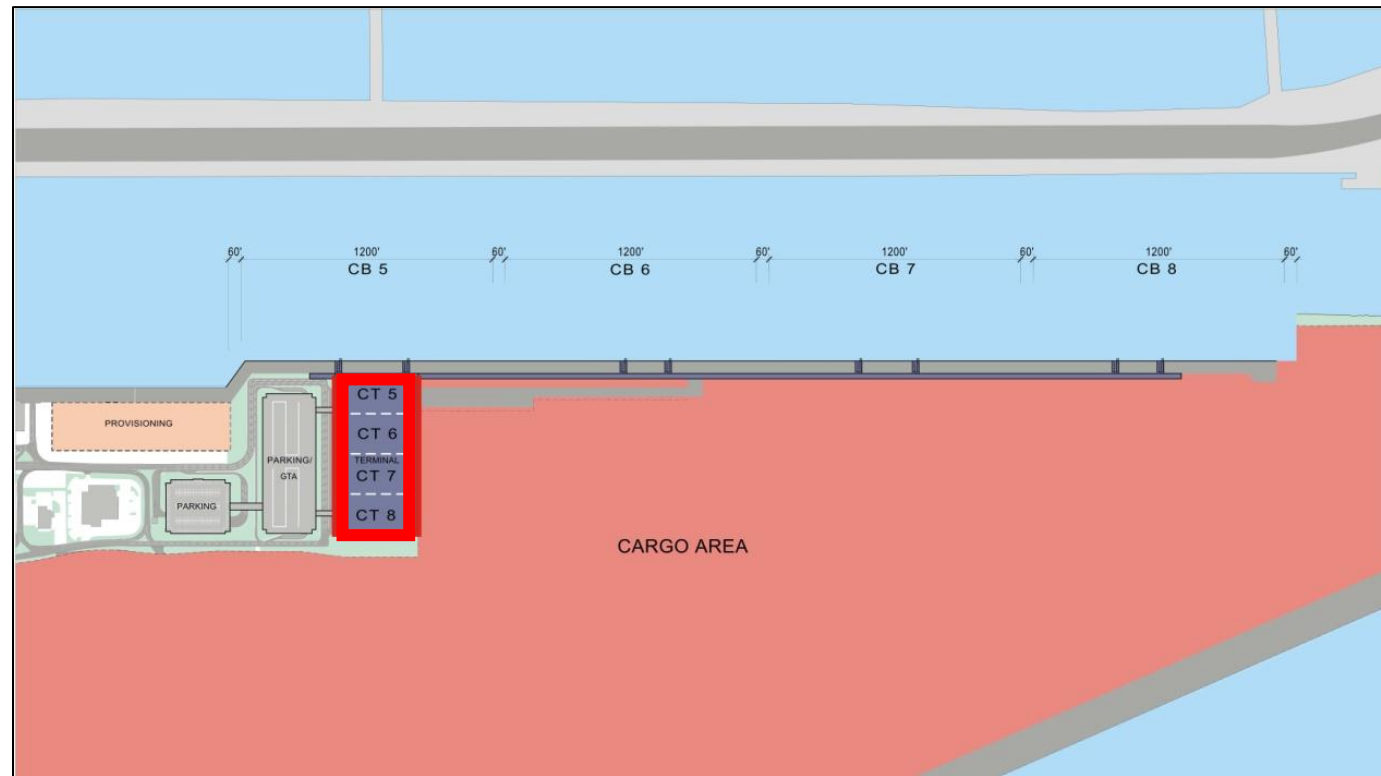 60' 1200' 60' 1200' 60' 1200' 60' 1200' 60'
CB 5 CB 6 CB 7 CB 8
CT 5
PROVISIONING
CT 6
PARKING/
GTA
TERMINAL
CT 7
PARKING
CT 8
CARGO AREA